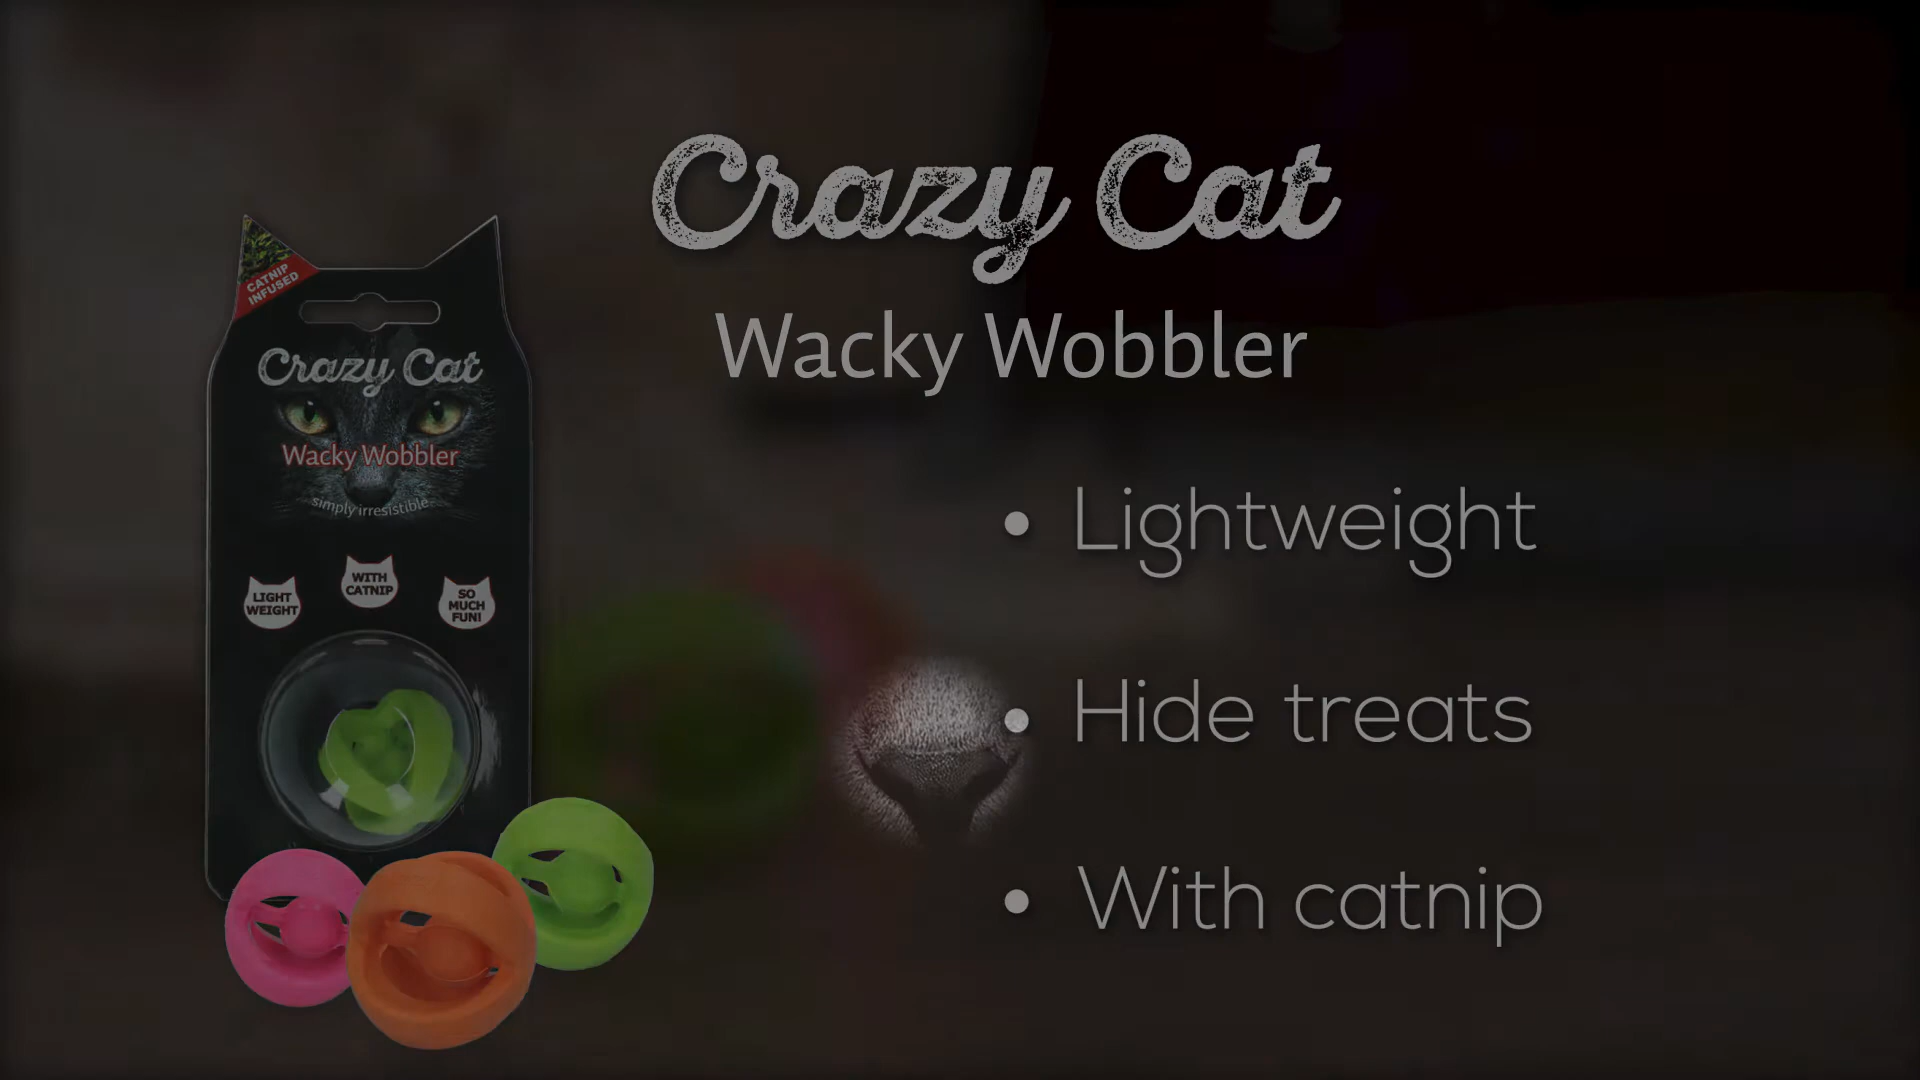 Crazy Cat
Wacky Wobbler
• Lightweight
• Hide treats
• With catnip
CATNIP
INFUSED
Crazy Cat
Wacky Wobbler
simply irresistible
LIGHT
WEIGHT
WITH
CATNIP
SO
MUCH
FUN!